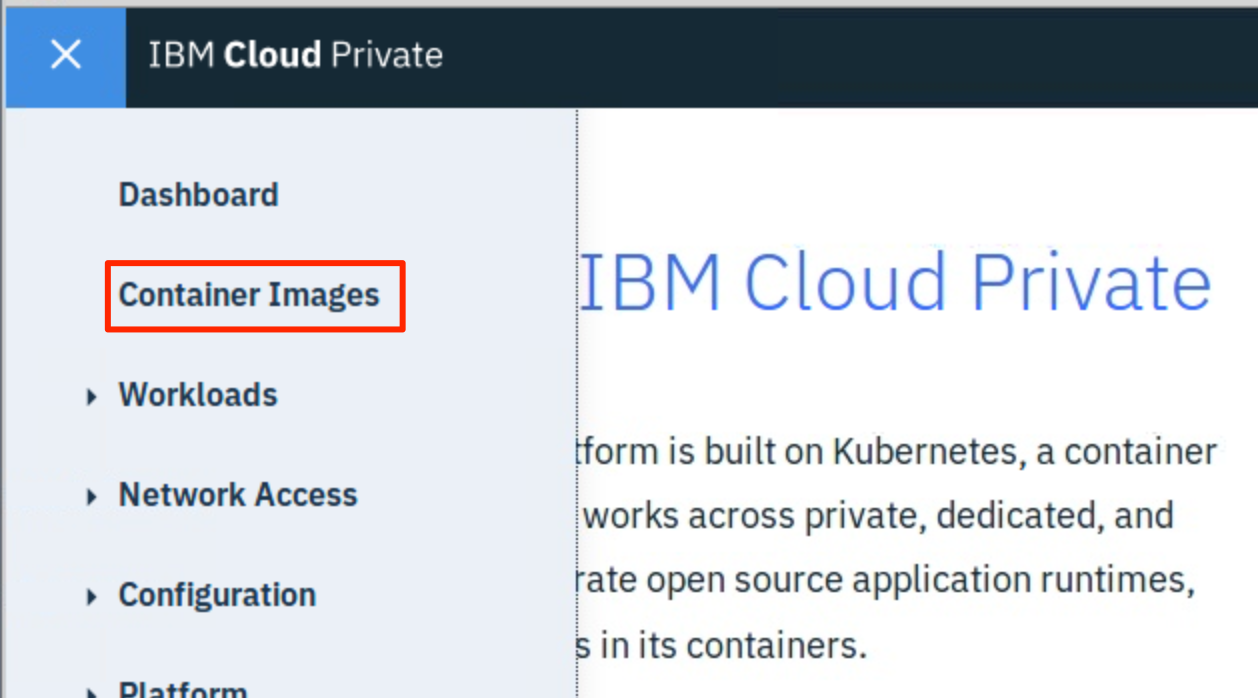 IBM Cloud Private
Dashboard
Container Images
Workloads
Network Access
Configuration
Platform
IBM Cloud Private
tform is built on Kubernetes, a container
works across private, dedicated, and
rate open source application runtimes,
s in its containers.